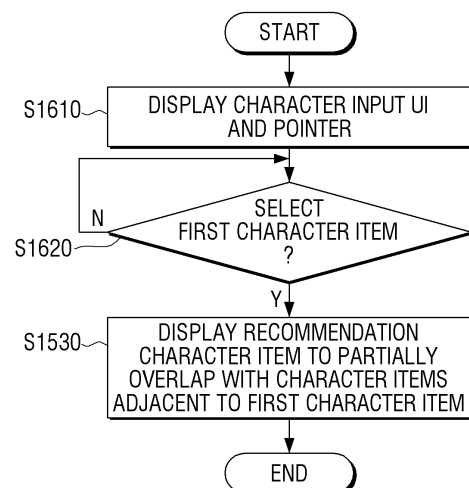 START
S1610
DISPLAY CHARACTER INPUT UI
AND POINTER
N
SELECT
FIRST CHARACTER ITEM
?
S1620
Y
S1530
DISPLAY RECOMMENDATION
CHARACTER ITEM TO PARTIALLY
OVERLAP WITH CHARACTER ITEMS
ADJACENT TO FIRST CHARACTER ITEM
END